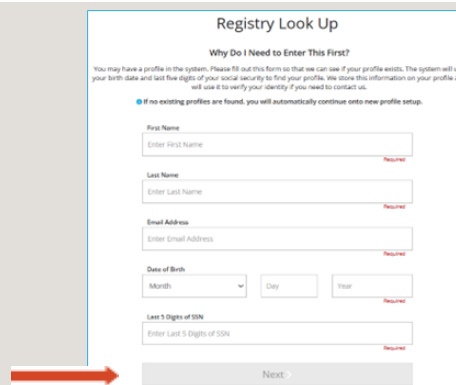 Registry Look Up
Why Do I Need to Enter This First?
You may have a profile in the system. Please fill out this form so that we can see if your profile exists. The system will
your birth date and last five digits of your social security to find your profile. We store this information on your profile
will use it to verify your identity if you need to contact us.
If no existing profiles are found, you will automatically continue onto new profile setup.
First Name
Enter First Name
Required
Last Name
Enter Last Name
Required
Email Address
Enter Email Address
Required
Date of Birth
Month Day Year
Required
Last 5 Digits of SSN
Enter Last 5 Digits of SSN
Required
Next